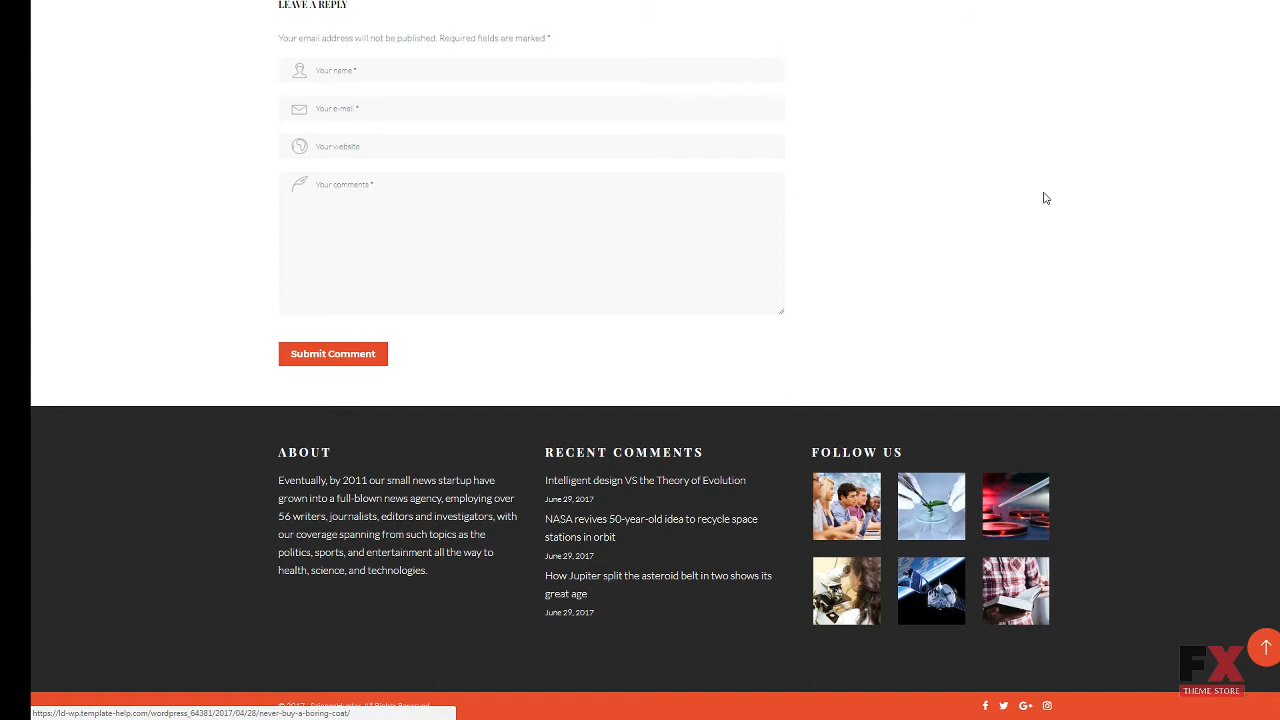 LEAVE A REPLY
Your email address will not be published. Required fields are marked *
Your name *
Your e-mail *
Your website
Your comments *
Submit Comment
ABOUT
Eventually, by 2011 our small news startup have
grown into a full-blown news agency, employing over
56 writers, journalists, editors and investigators, with
our coverage spanning from such topics as the
politics, sports, and entertainment all the way to
health, science, and technologies.
RECENT COMMENTS
Intelligent design VS the Theory of Evolution
June 29, 2017
NASA revives 50-year-old idea to recycle space
stations in orbit
June 29, 2017
How Jupiter split the asteroid belt in two shows its
great age
June 29, 2017
FOLLOW US
FX
THEME STORE
© 2017 ScienceHunter. All Rights Reserved
https://ld-wp.template-help.com/wordpress_64381/2017/04/28/never-buy-a-boring-coat/